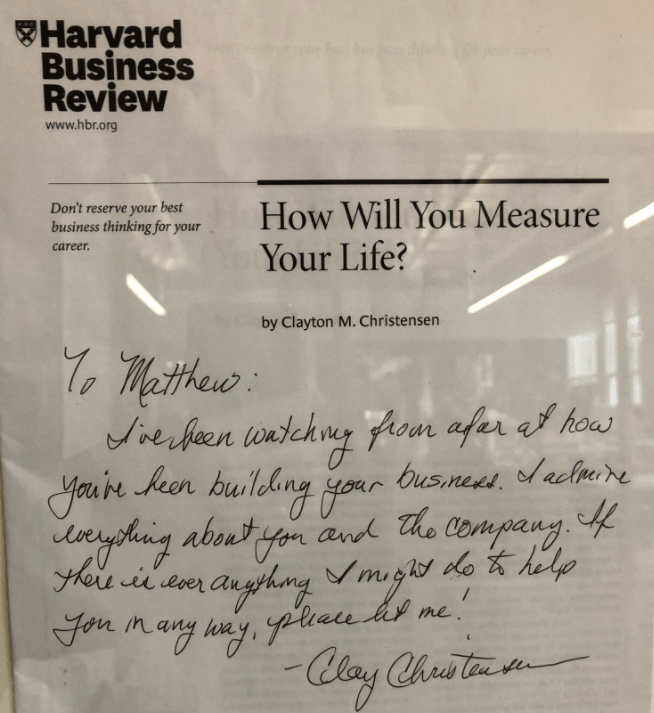 Harvard
Business
Review
www.hbr.org
Don't reserve your best
business thinking for your
career.
How Will You Measure
Your Life?
by Clayton M. Christensen
To Matthew:
I've been watching from afar at how
you've been building your business. I admire
everything about you and the company. If
there is ever anything I might do to help
you in any way, please let me!
- Clay Christensen